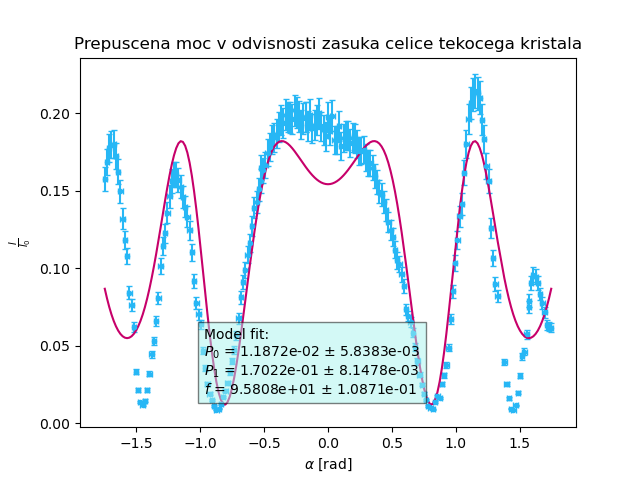 Prepuscena moc v odvisnosti zasuka celice tekocega kristala
0.20
0.15
0.10
0.05
0.00
I/I₀
Model fit:
P₀ = 1.1872e-02 ± 5.8383e-03
P₁ = 1.7022e-01 ± 8.1478e-03
f = 9.5808e+01 ± 1.0871e-01
−1.5 −1.0 −0.5 0.0 0.5 1.0 1.5
α [rad]